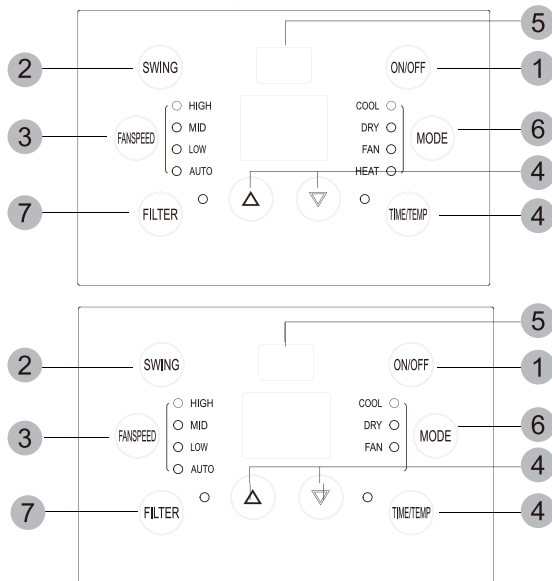 5
2 SWING ON/OFF 1
HIGH COOL
3 FANSPEED MID DRY MODE 6
LOW FAN
AUTO HEAT 4
7 FILTER TIME/TEMP 4
5
2 SWING ON/OFF 1
HIGH COOL
3 FANSPEED MID DRY MODE 6
LOW FAN
AUTO 4
7 FILTER TIME/TEMP 4